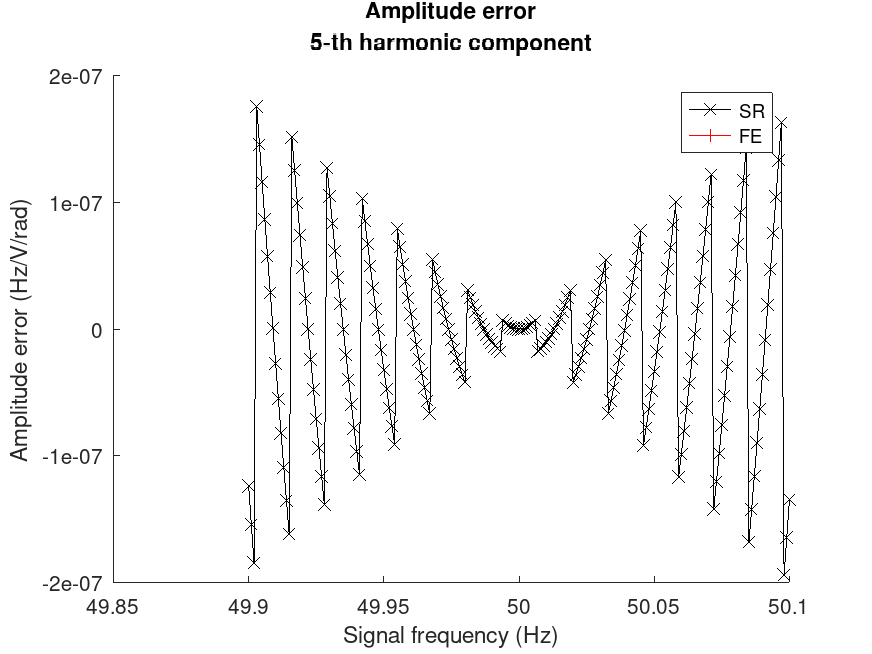 Amplitude error
5-th harmonic component
2e-07
1e-07
0
-1e-07
-2e-07
Amplitude error (Hz/V/rad)
SR
FE
49.85
49.9
49.95
50
50.05
50.1
Signal frequency (Hz)